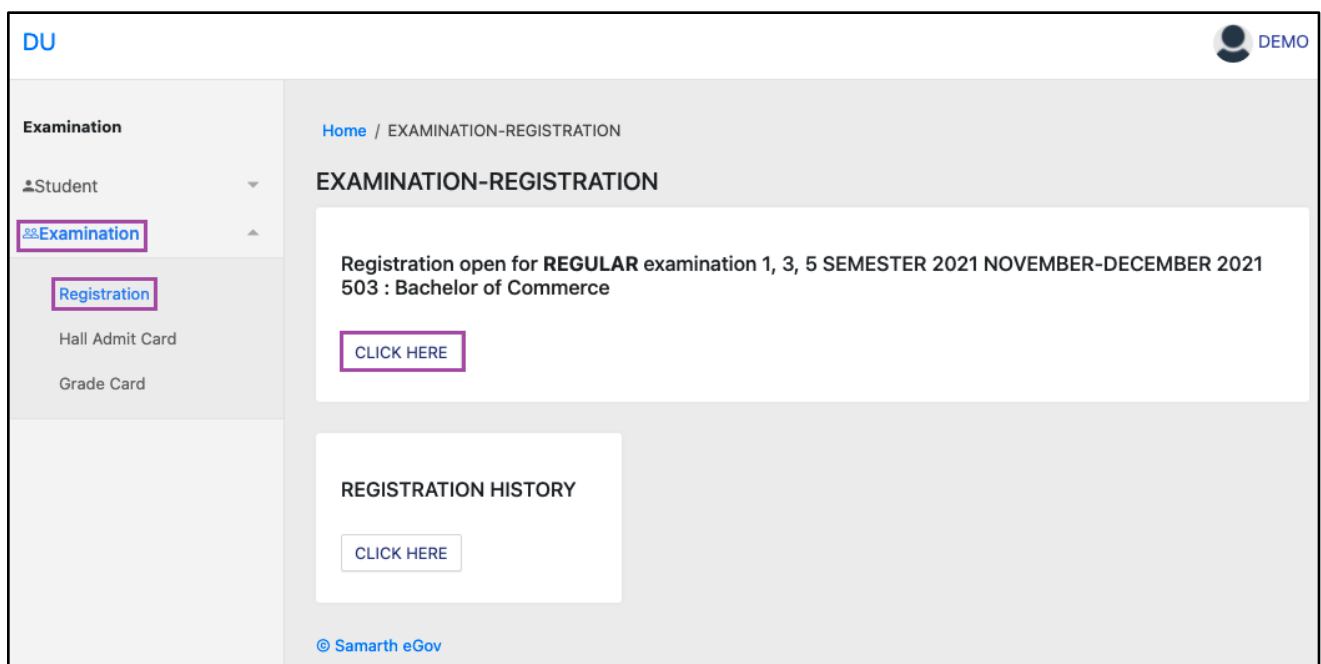 DU
DEMO
Examination
Student
Examination
Registration
Hall Admit Card
Grade Card
Home / EXAMINATION-REGISTRATION
EXAMINATION-REGISTRATION
Registration open for REGULAR examination 1, 3, 5 SEMESTER 2021 NOVEMBER-DECEMBER 2021
503 : Bachelor of Commerce
CLICK HERE
REGISTRATION HISTORY
CLICK HERE
© Samarth eGov